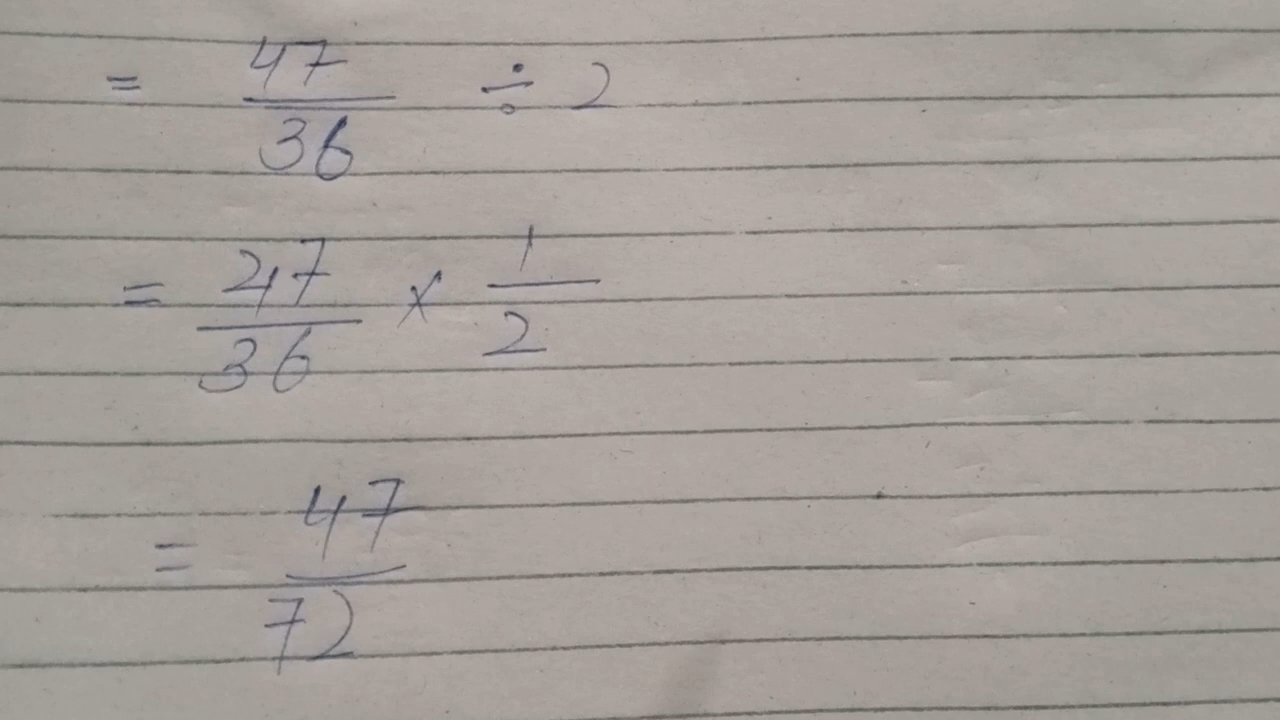 = 47/36 ÷ 2
= 47/36 × 1/2
= 47/72